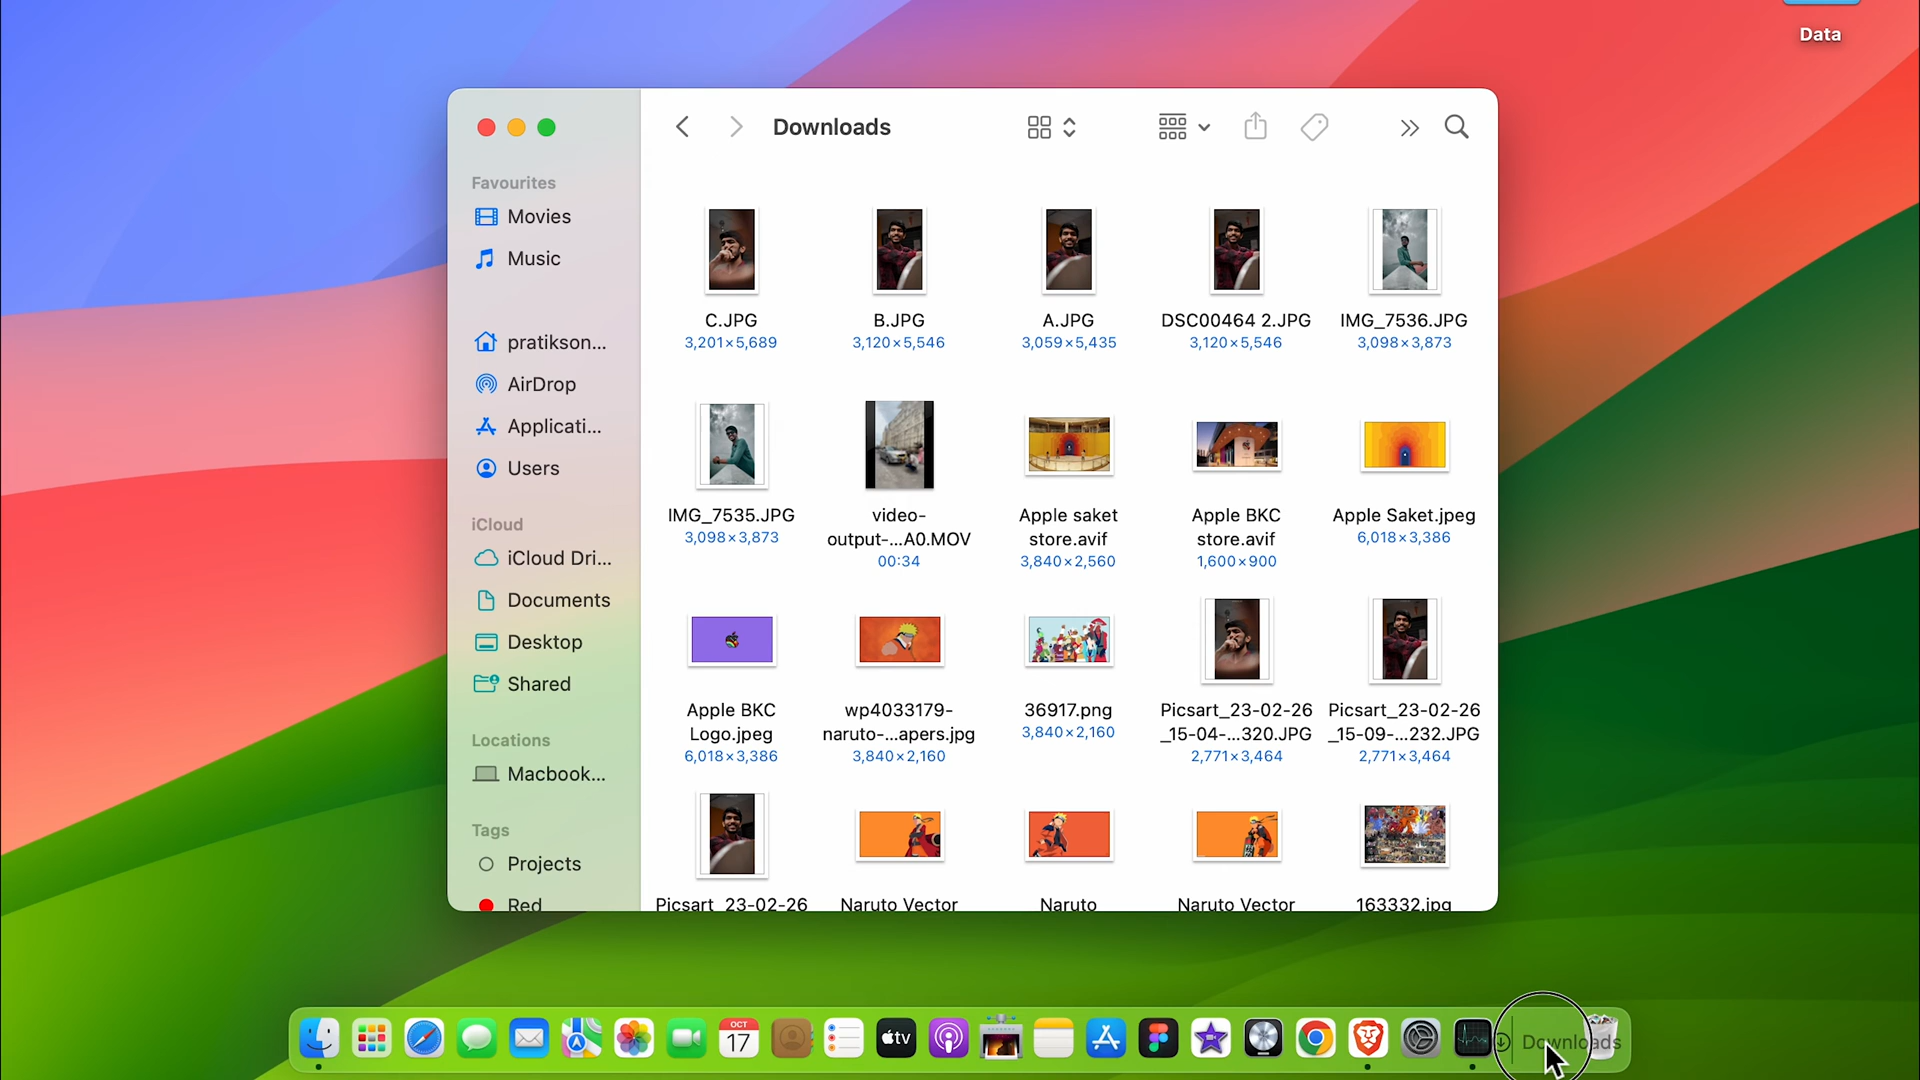 Data
Downloads
Favourites
Movies
Music
pratikson...
AirDrop
Applicati...
Users
iCloud
iCloud Dri...
Documents
Desktop
Shared
Locations
Macbook...
Tags
Projects
Red
C.JPG
3,201×5,689
B.JPG
3,120×5,546
A.JPG
3,059×5,435
DSC00464 2.JPG
3,120×5,546
IMG_7536.JPG
3,098×3,873
IMG_7535.JPG
3,098×3,873
video-
output-...A0.MOV
00:34
Apple saket
store.avif
3,840×2,560
Apple BKC
store.avif
1,600×900
Apple Saket.jpeg
6,018×3,386
Apple BKC
Logo.jpeg
6,018×3,386
wp4033179-
naruto-...apers.jpg
3,840×2,160
36917.png
3,840×2,160
Picsart_23-02-26
_15-04-...320.JPG
2,771×3,464
Picsart_23-02-26
_15-09-...232.JPG
2,771×3,464
Picsart_23-02-26
Naruto Vector
Naruto
Naruto Vector
163332.jpg
OCT
17
tv
Downloads